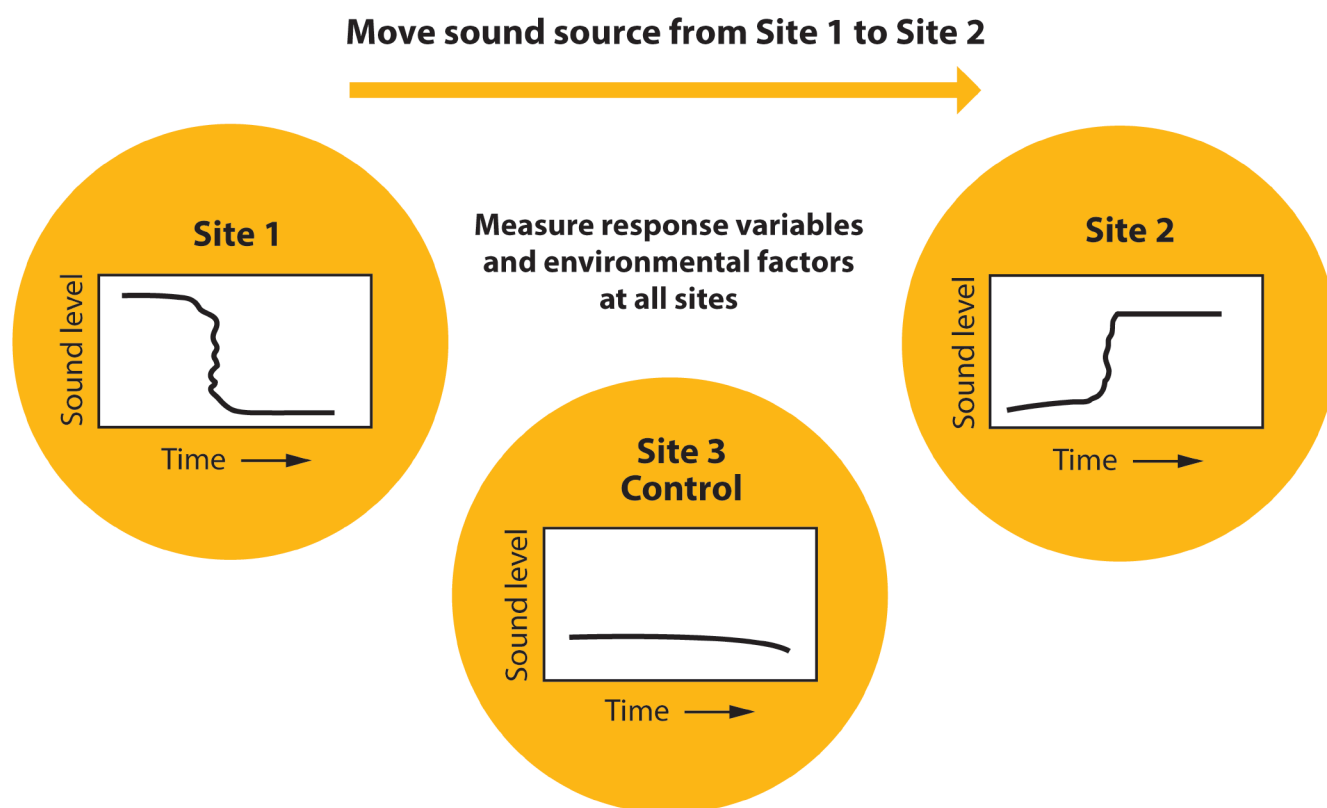 Move sound source from Site 1 to Site 2
Site 1
Sound level
Time
Measure response variables
and environmental factors
at all sites
Site 2
Sound level
Time
Site 3
Control
Sound level
Time